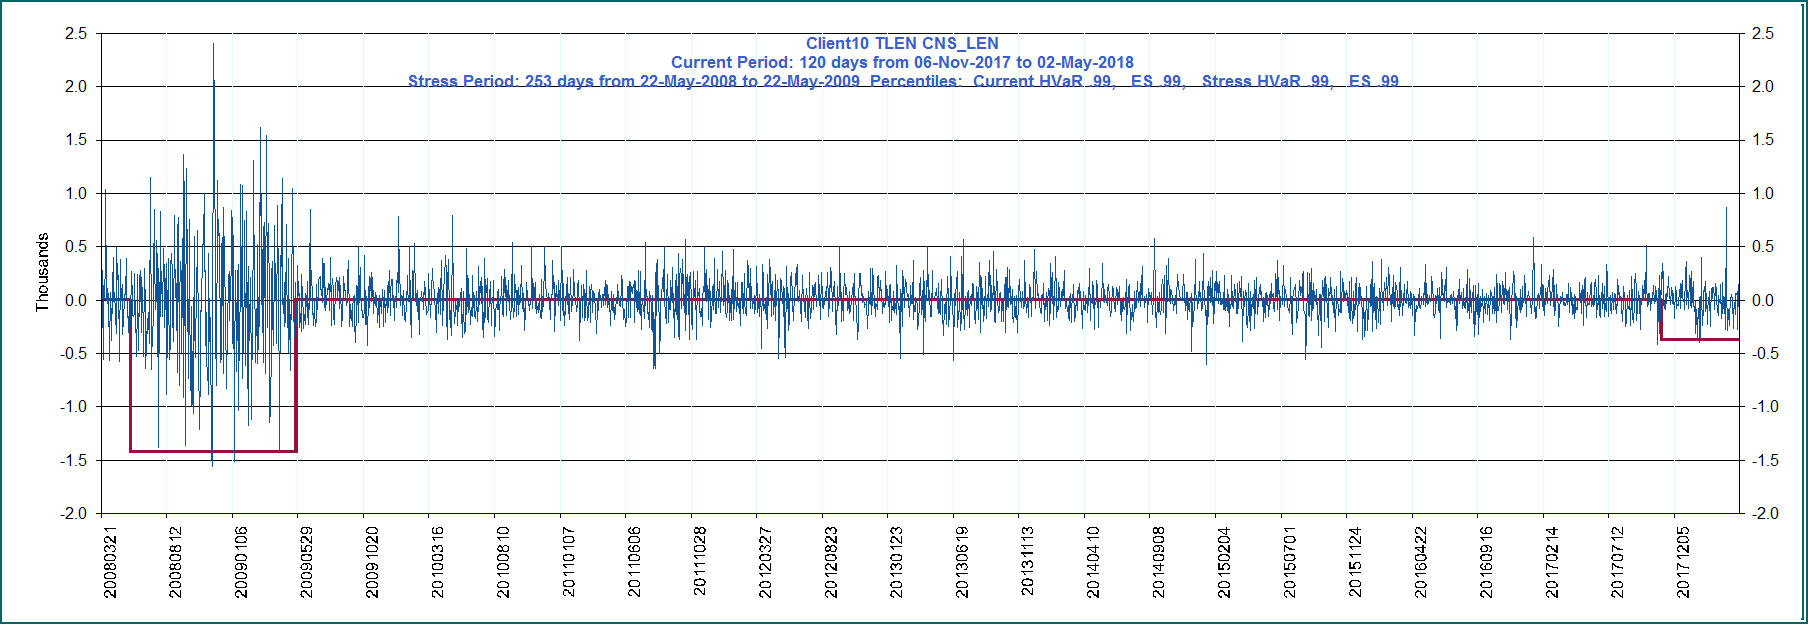 Client10 TLEN CNS_LEN
Current Period: 120 days from 06-Nov-2017 to 02-May-2018
Stress Period: 253 days from 22-May-2008 to 22-May-2009 Percentiles: Current HVaR .99, ES .99, Stress HVaR .99, ES .99
Thousands
2.5 2.5
2.0 2.0
1.5 1.5
1.0 1.0
0.5 0.5
0.0 0.0
-0.5 -0.5
-1.0 -1.0
-1.5 -1.5
-2.0 -2.0
20080321 20080812 20090106 20090529 20091020 20100316 20100810 20110107 20110606 20111028 20120327 20120823 20130123 20130619 20131113 20140410 20140908 20150204 20150701 20151124 20160422 20160916 20170214 20170712 20171205